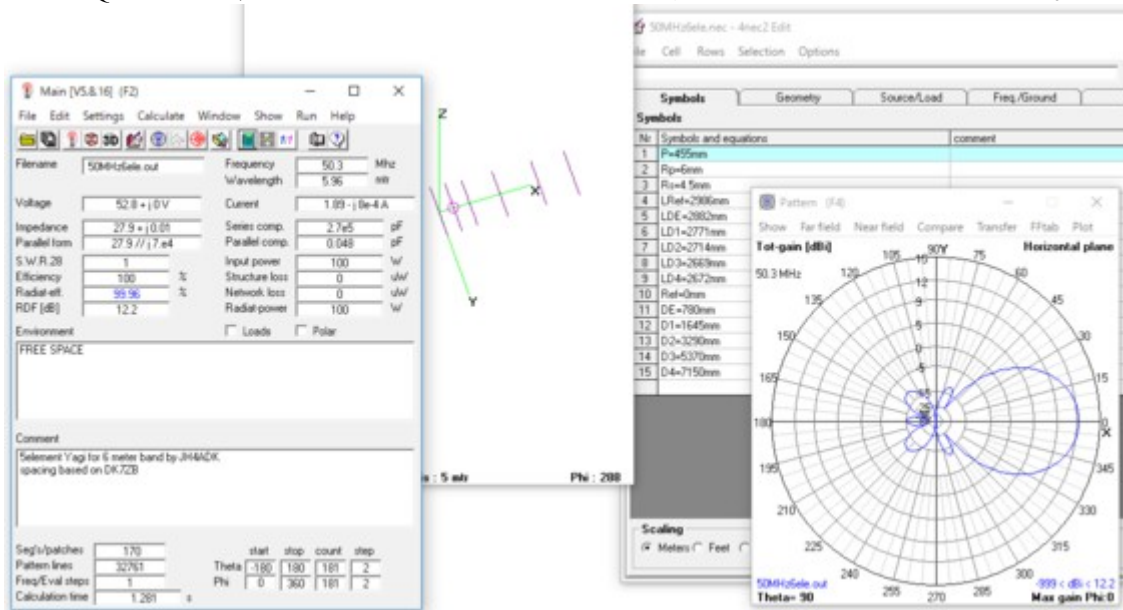 Main [V5.8.16] (F2)
File Edit Settings Calculate Window Show Run Help
Filename 50MHz6ele.out Frequency 50.3 Mhz
Wavelength 5.96 mtr
Voltage 52.8 + j 0 V Current 1.89 - j 8e-4 A
Impedance 27.9 + j 0.01 Series comp. 2.7e5 pF
Parallel form 27.9 // j 7.e4 Parallel comp. 0.048 pF
S.W.R.28 1 Input power 100 W
Efficiency 100 % Structure loss 0 uW
Radiat-eff. 99.96 % Network loss 0 uW
RDF [dB] 12.2 Radiat-power 100 W
Environment Loads Polar
FREE SPACE
Comment
5element Yagi for 6 meter band by JH4ADK
spacing based on DK7ZB
Seg's/patches 170 start stop count step
Pattern lines 32761 Theta -180 180 181 2
Freq/Eval steps 1 Phi 0 360 181 2
Calculation time 1.281 s
Z
X
Y
: 5 mtr Phi : 288
50MHz6ele.nec - 4nec2 Edit
Cell Rows Selection Options
Symbols Geometry Source/Load Freq./Ground
Symbols
Nr Symbols and equations comment
1 P=455mm
2 Rp=6mm
3 Rs=4.5mm
4 LRef=2986mm
5 LDE=2882mm
6 LD1=2771mm
7 LD2=2714mm
8 LD3=2669mm
9 LD4=2672mm
10 Ref=0mm
11 DE=780mm
12 D1=1645mm
13 D2=3290mm
14 D3=5370mm
15 D4=7150mm
Scaling
Meters Feet
Pattern (F4)
Show Far field Near field Compare Transfer FFtab Plot
Tot-gain [dBi] Horizontal plane
50.3 MHz
105 90 Y 75
120 60
135 45
150 30
165 15
180 0 X
195 345
210 330
225 315
240 300
255 270 285
15
12
9
50MHz6ele.out -999 < dBi < 12.2
Theta= 90 Max gain Phi:0